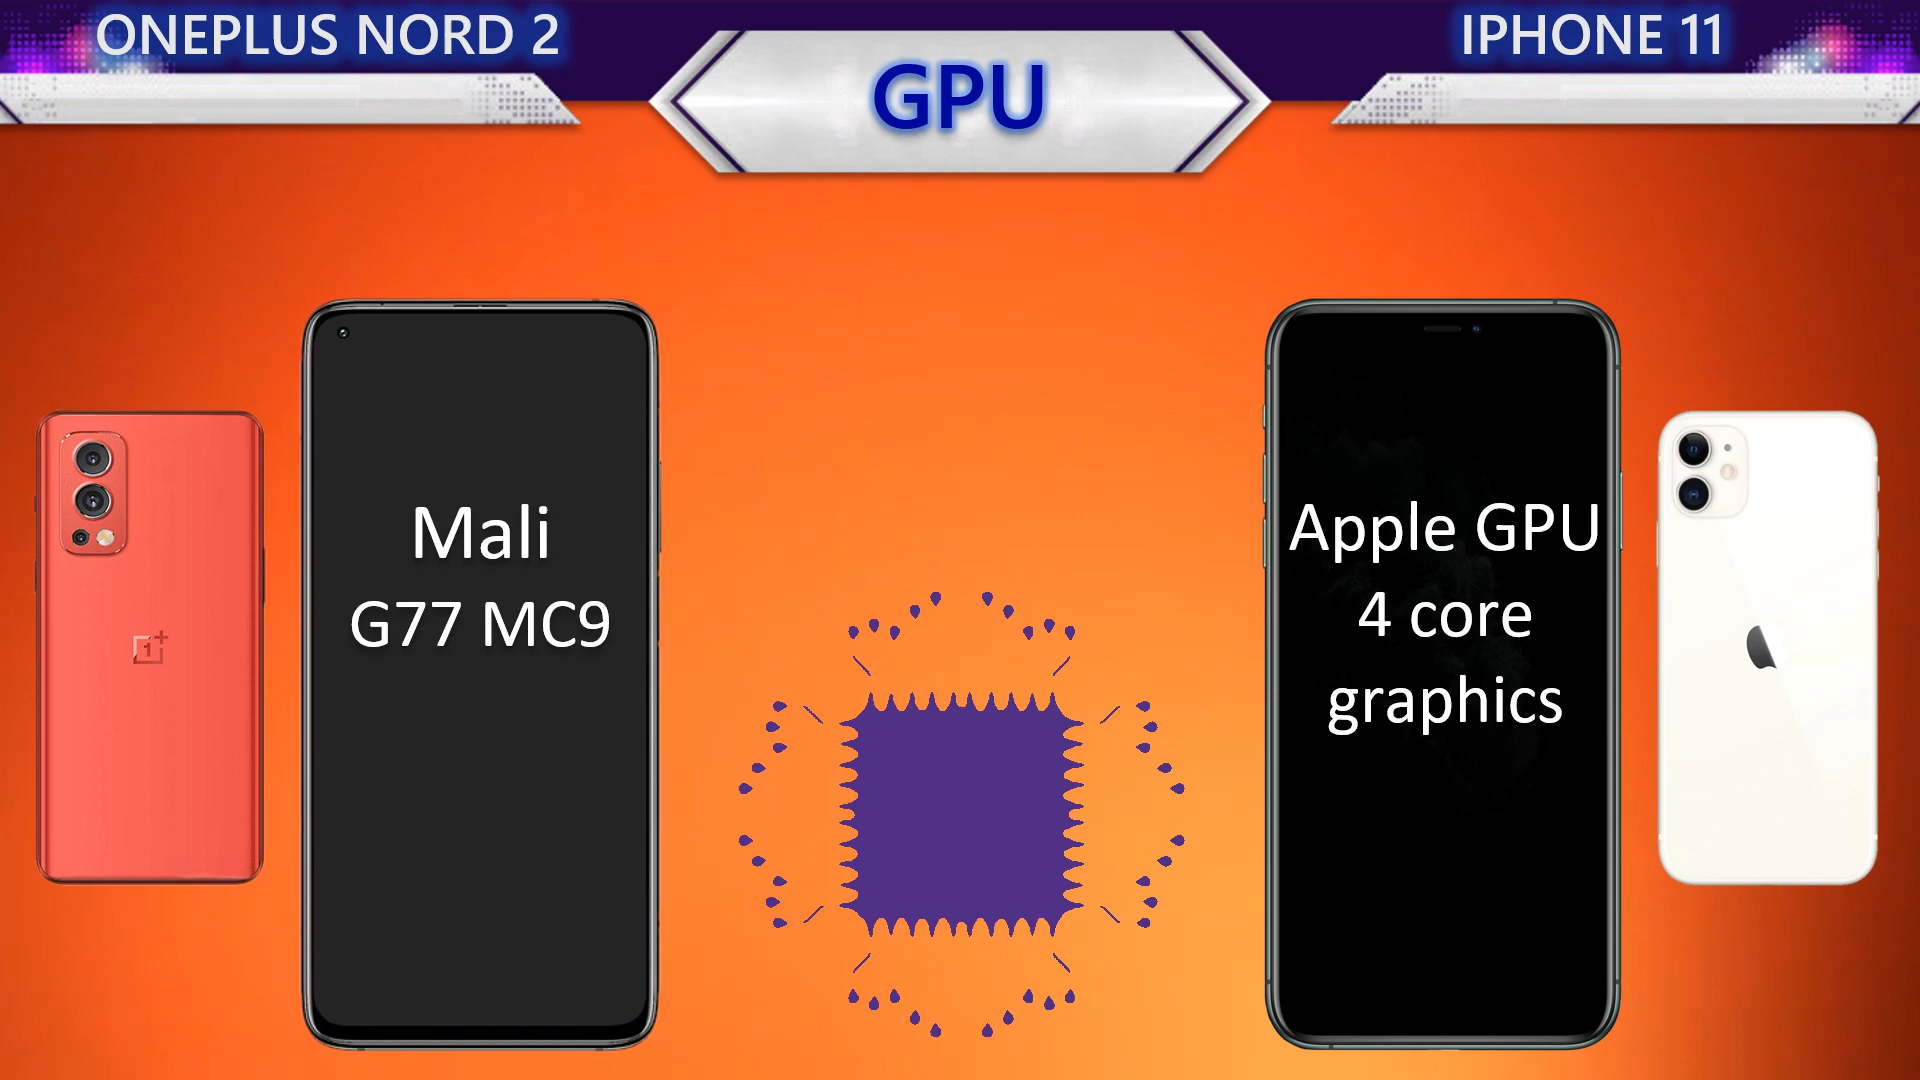 ONEPLUS NORD 2
GPU
IPHONE 11
Mali
G77 MC9
Apple GPU
4 core
graphics